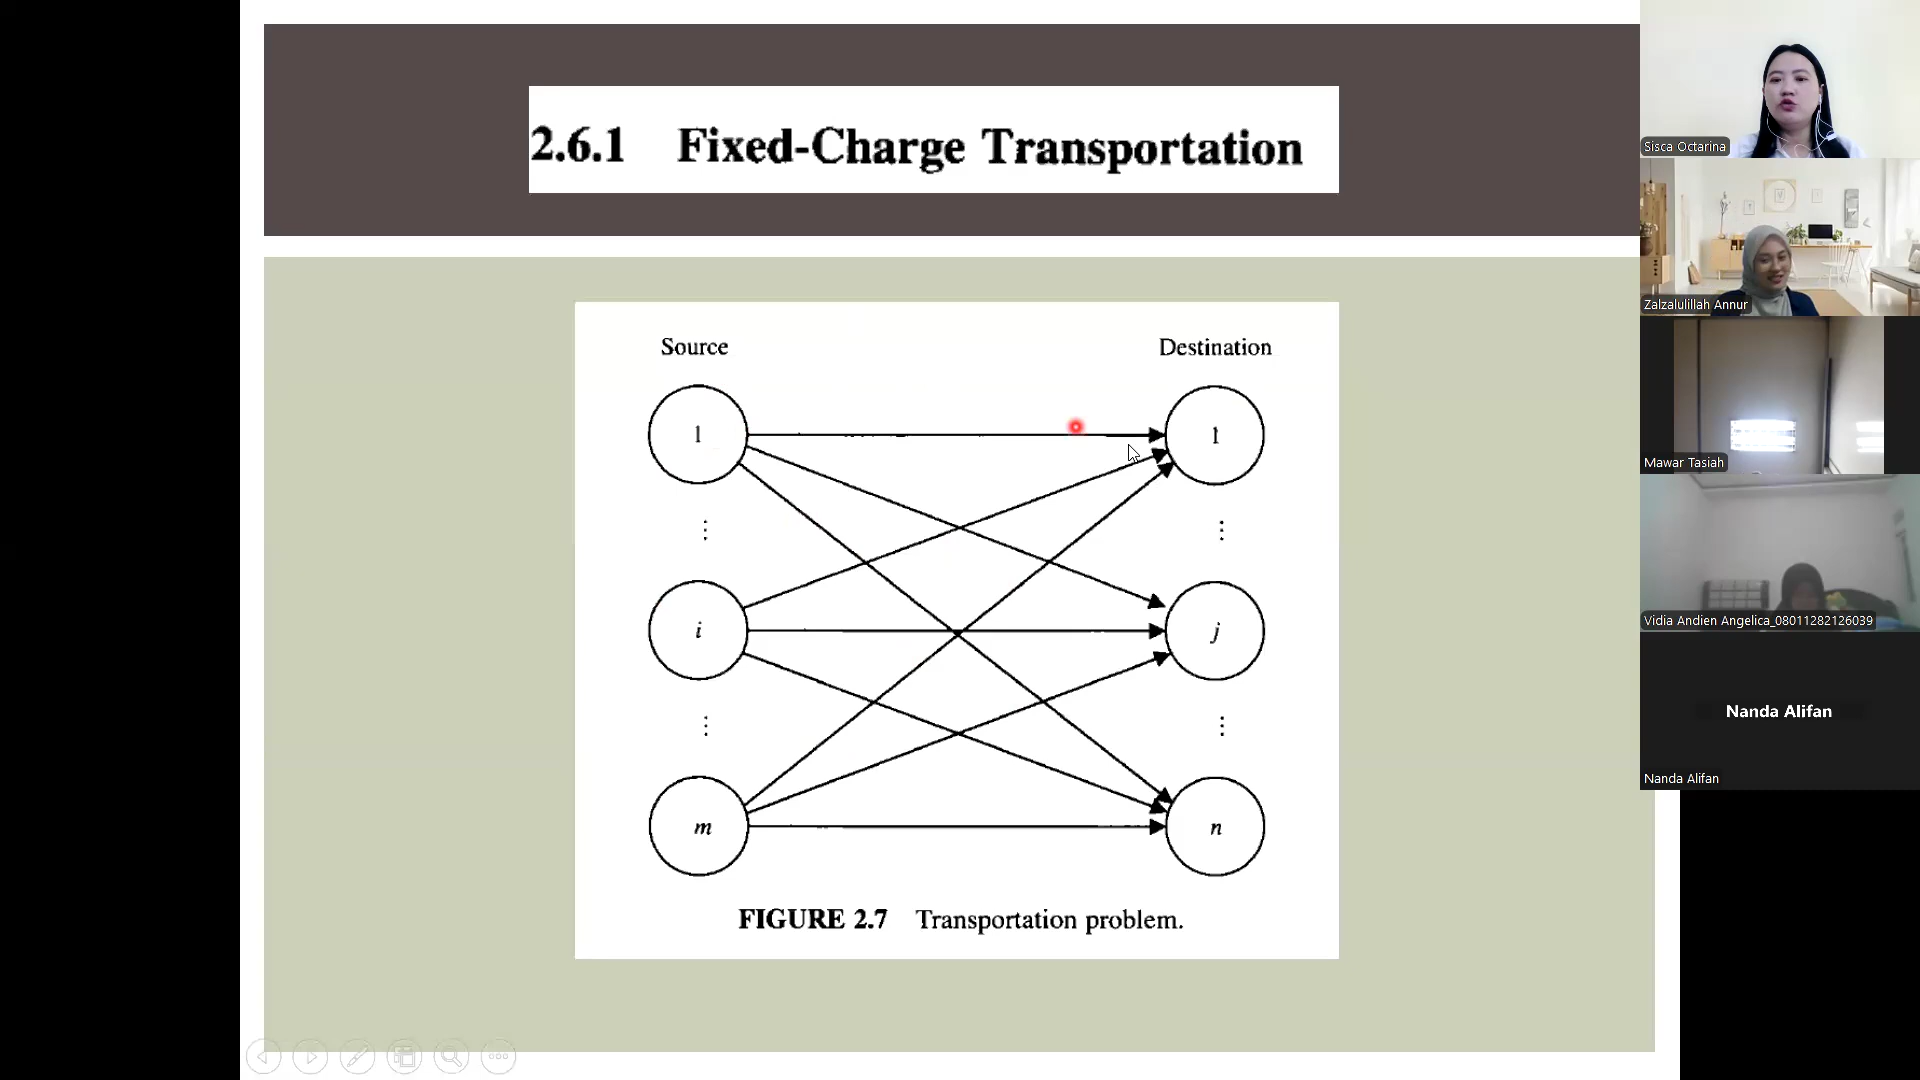 2.6.1 Fixed-Charge Transportation
Source Destination
1 1
⋮ ⋮
i j
⋮ ⋮
m n
FIGURE 2.7 Transportation problem.
Sisca Octarina
Zalzalulillah Annur
Mawar Tasiah
Vidia Andien Angelica_08011282126039
Nanda Alifan
Nanda Alifan